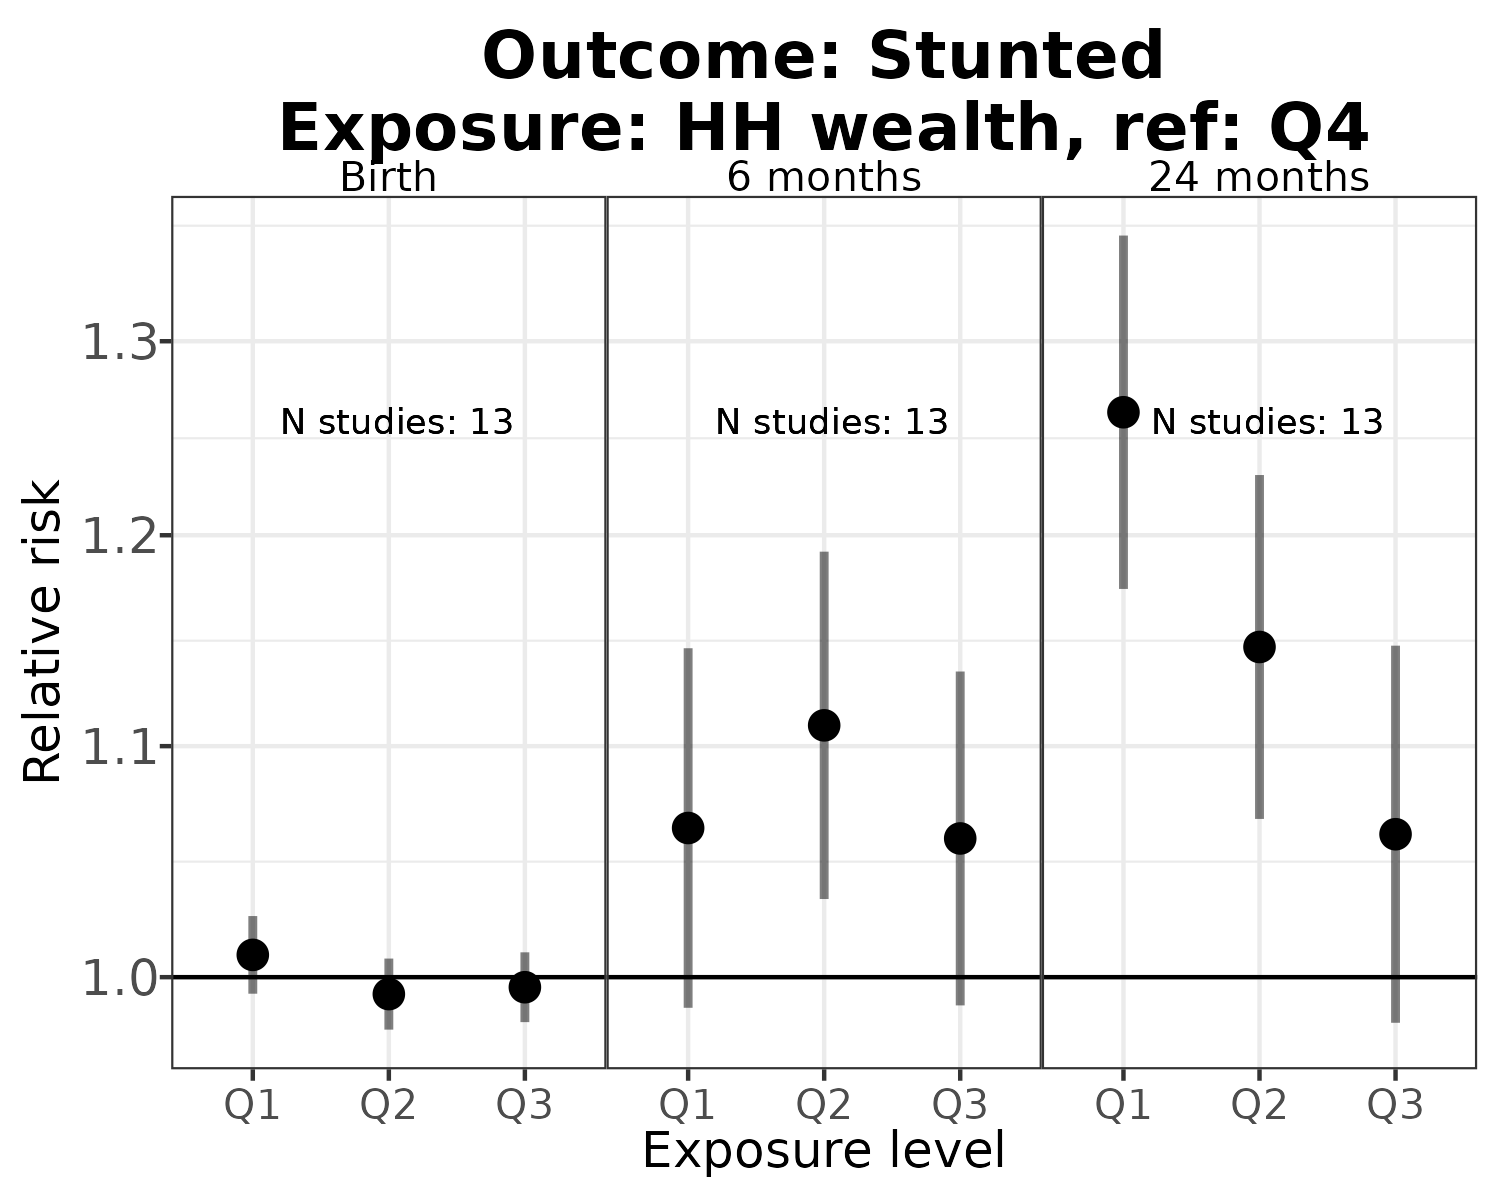 Outcome: Stunted
Exposure: HH wealth, ref: Q4
Birth 6 months 24 months
Relative risk
1.3
N studies: 13 N studies: 13 N studies: 13
1.2
1.1
1.0
Q1 Q2 Q3 Q1 Q2 Q3 Q1 Q2 Q3
Exposure level